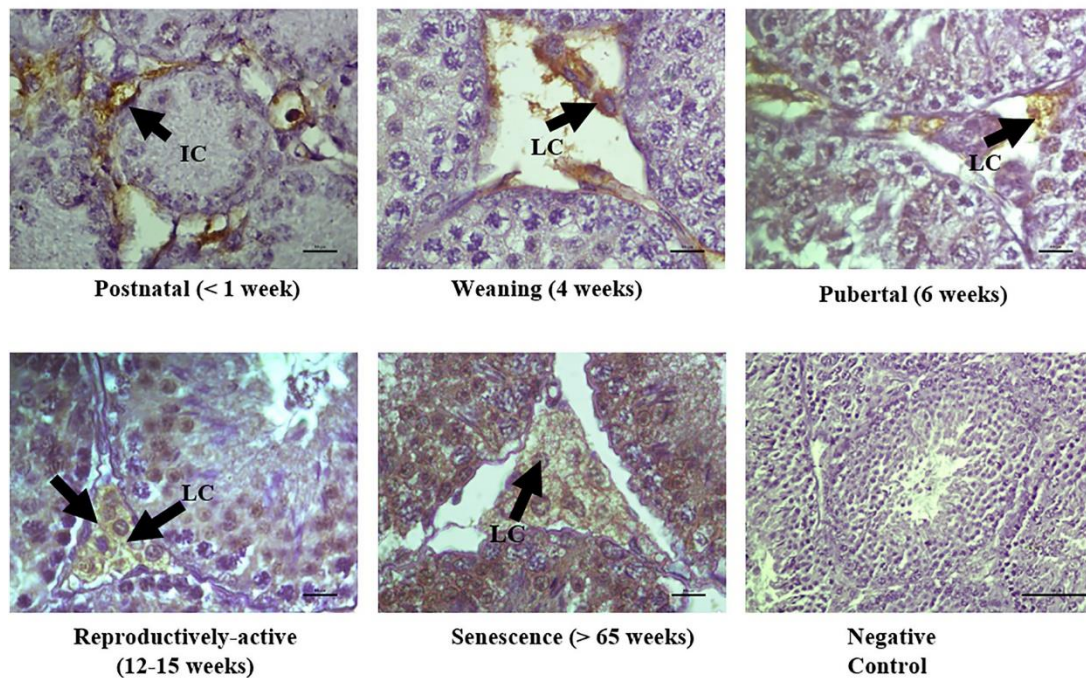 IC
LC
LC
Postnatal (< 1 week)
Weaning (4 weeks)
Pubertal (6 weeks)
LC
LC
Reproductively-active
(12-15 weeks)
Senescence (> 65 weeks)
Negative
Control